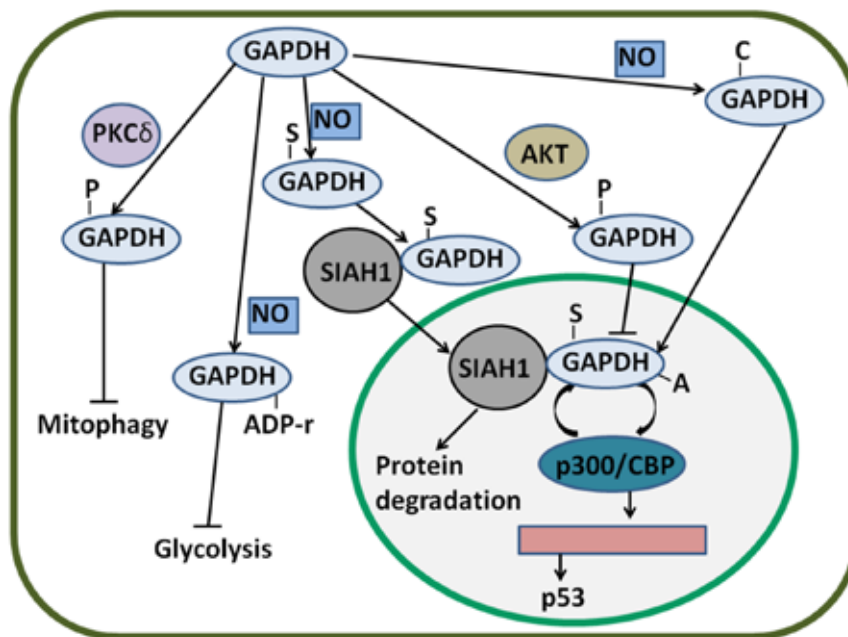 GAPDH
NO
C
GAPDH
PKCδ
S
NO
GAPDH
AKT
P
GAPDH
P
GAPDH
S
GAPDH
SIAH1
NO
S
GAPDH
A
SIAH1
GAPDH
ADP-r
Mitophagy
Protein
degradation
p300/CBP
Glycolysis
p53